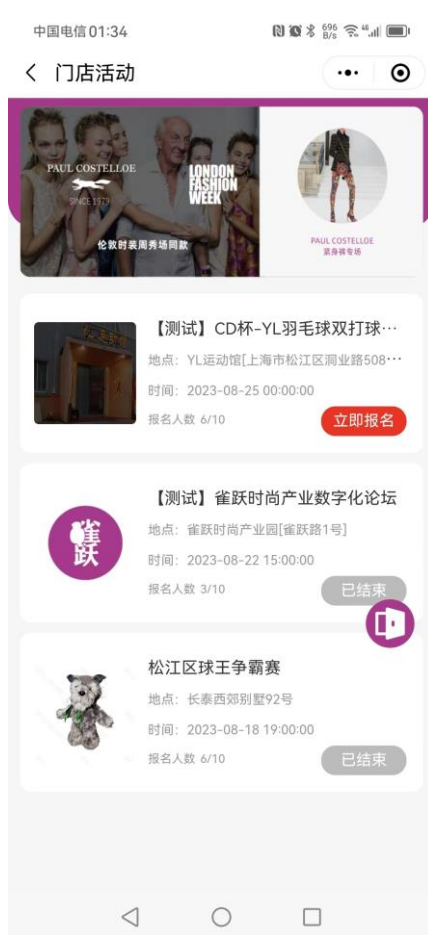 中国电信 01:34
696 B/s
门店活动
PAUL COSTELLOE
SINCE 1979
LONDON
FASHION
WEEK
伦敦时装周秀场同款
PAUL COSTELLOE
紧身裤专场
【测试】CD杯-YL羽毛球双打球…
地点：YL运动馆[上海市松江区洞业路508…
时间：2023-08-25 00:00:00
报名人数 6/10
立即报名
【测试】雀跃时尚产业数字化论坛
雀跃
地点：雀跃时尚产业园[雀跃路1号]
时间：2023-08-22 15:00:00
报名人数 3/10
已结束
松江区球王争霸赛
地点：长泰西郊别墅92号
时间：2023-08-18 19:00:00
报名人数 6/10
已结束